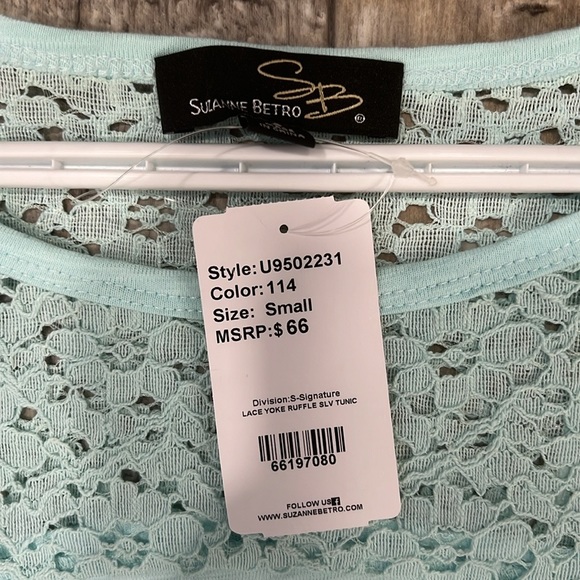 SB
SUZANNE BETRO
®
Style: U9502231
Color: 114
Size: Small
MSRP:$ 66
Division:S-Signature
LACE YOKE RUFFLE SLV TUNIC
66197080
FOLLOW US
WWW.SUZANNEBETRO.COM